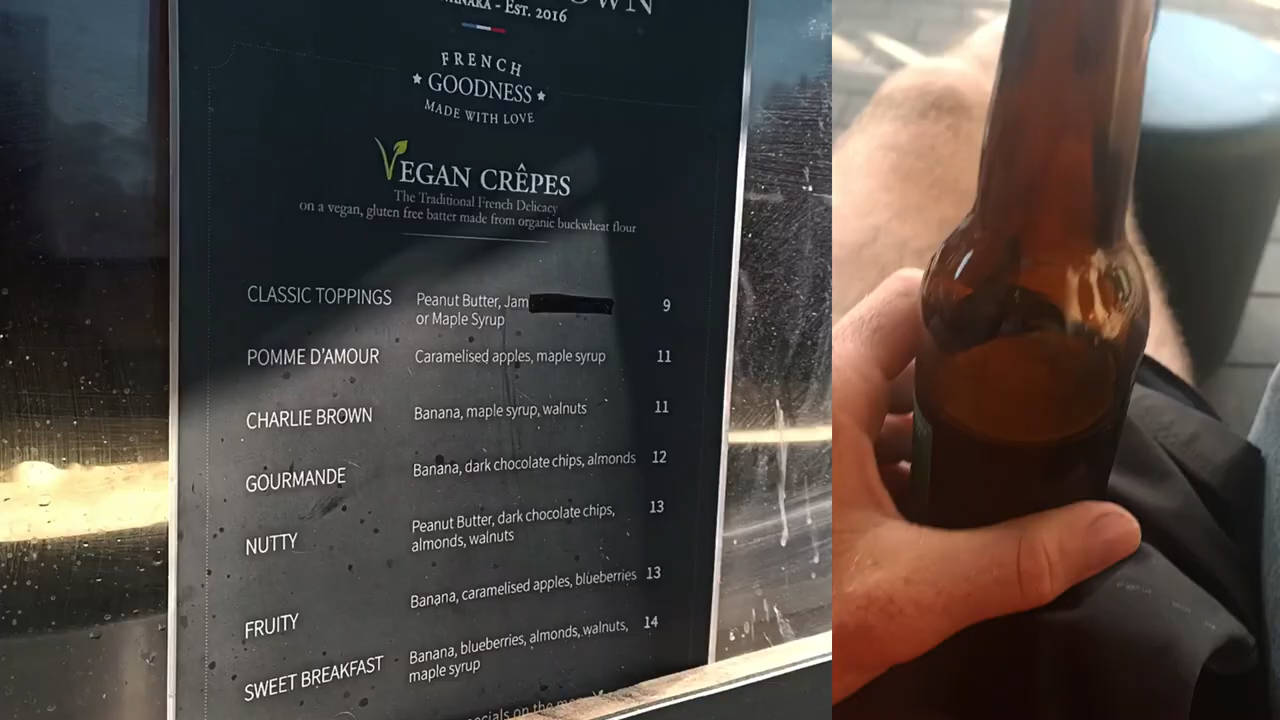 - EST. 2016
FRENCH
GOODNESS
MADE WITH LOVE
VEGAN CRÊPES
The Traditional French Delicacy
on a vegan, gluten free batter made from organic buckwheat flour
CLASSIC TOPPINGS Peanut Butter, Jam 9
or Maple Syrup
POMME D'AMOUR Caramelised apples, maple syrup 11
CHARLIE BROWN Banana, maple syrup, walnuts 11
GOURMANDE Banana, dark chocolate chips, almonds 12
NUTTY Peanut Butter, dark chocolate chips, 13
almonds, walnuts
FRUITY Banana, caramelised apples, blueberries 13
SWEET BREAKFAST Banana, blueberries, almonds, walnuts, 14
maple syrup
on the